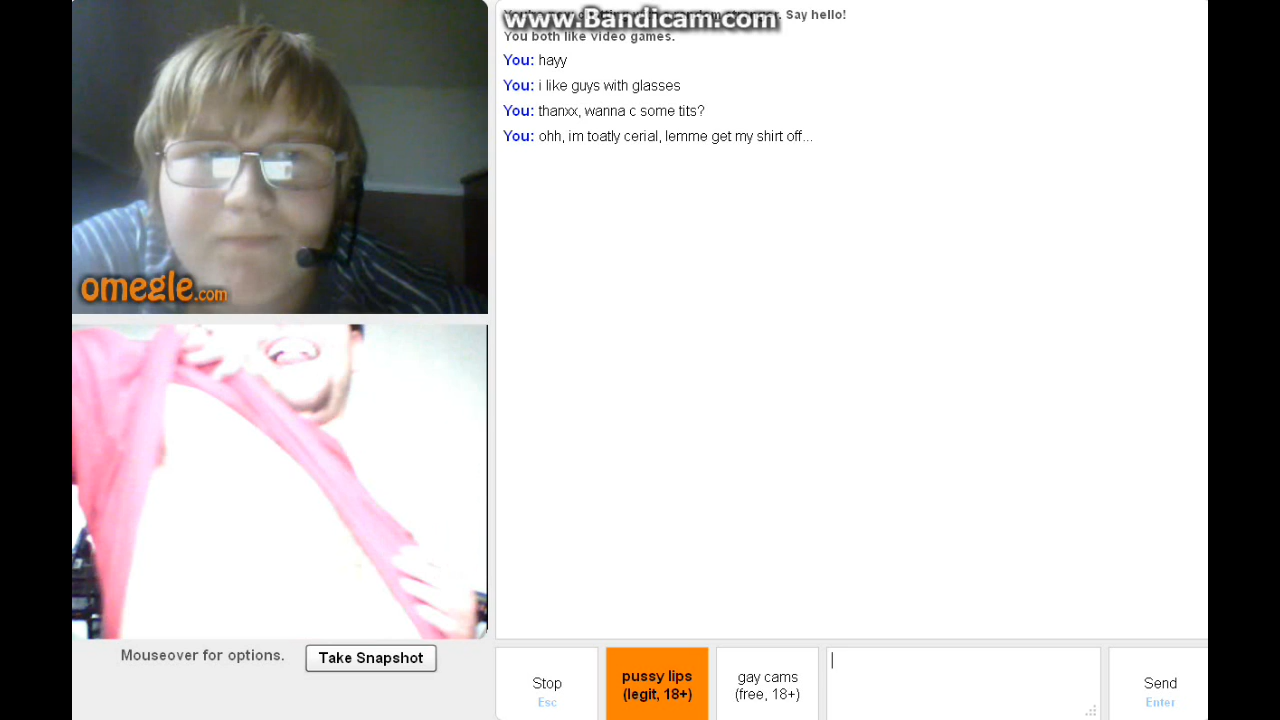 www.Bandicam.com
. Say hello!
You both like video games.
You: hayy
You: i like guys with glasses
You: thanxx, wanna c some tits?
You: ohh, im toatly cerial, lemme get my shirt off...
omegle.com
Mouseover for options.
Take Snapshot
Stop
Esc
pussy lips
(legit, 18+)
gay cams
(free, 18+)
Send
Enter